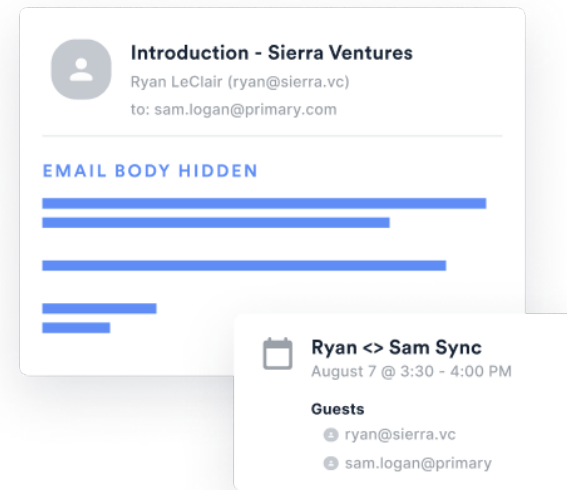 Introduction - Sierra Ventures
Ryan LeClair (ryan@sierra.vc)
to: sam.logan@primary.com
EMAIL BODY HIDDEN
Ryan <> Sam Sync
August 7 @ 3:30 - 4:00 PM
Guests
ryan@sierra.vc
sam.logan@primary